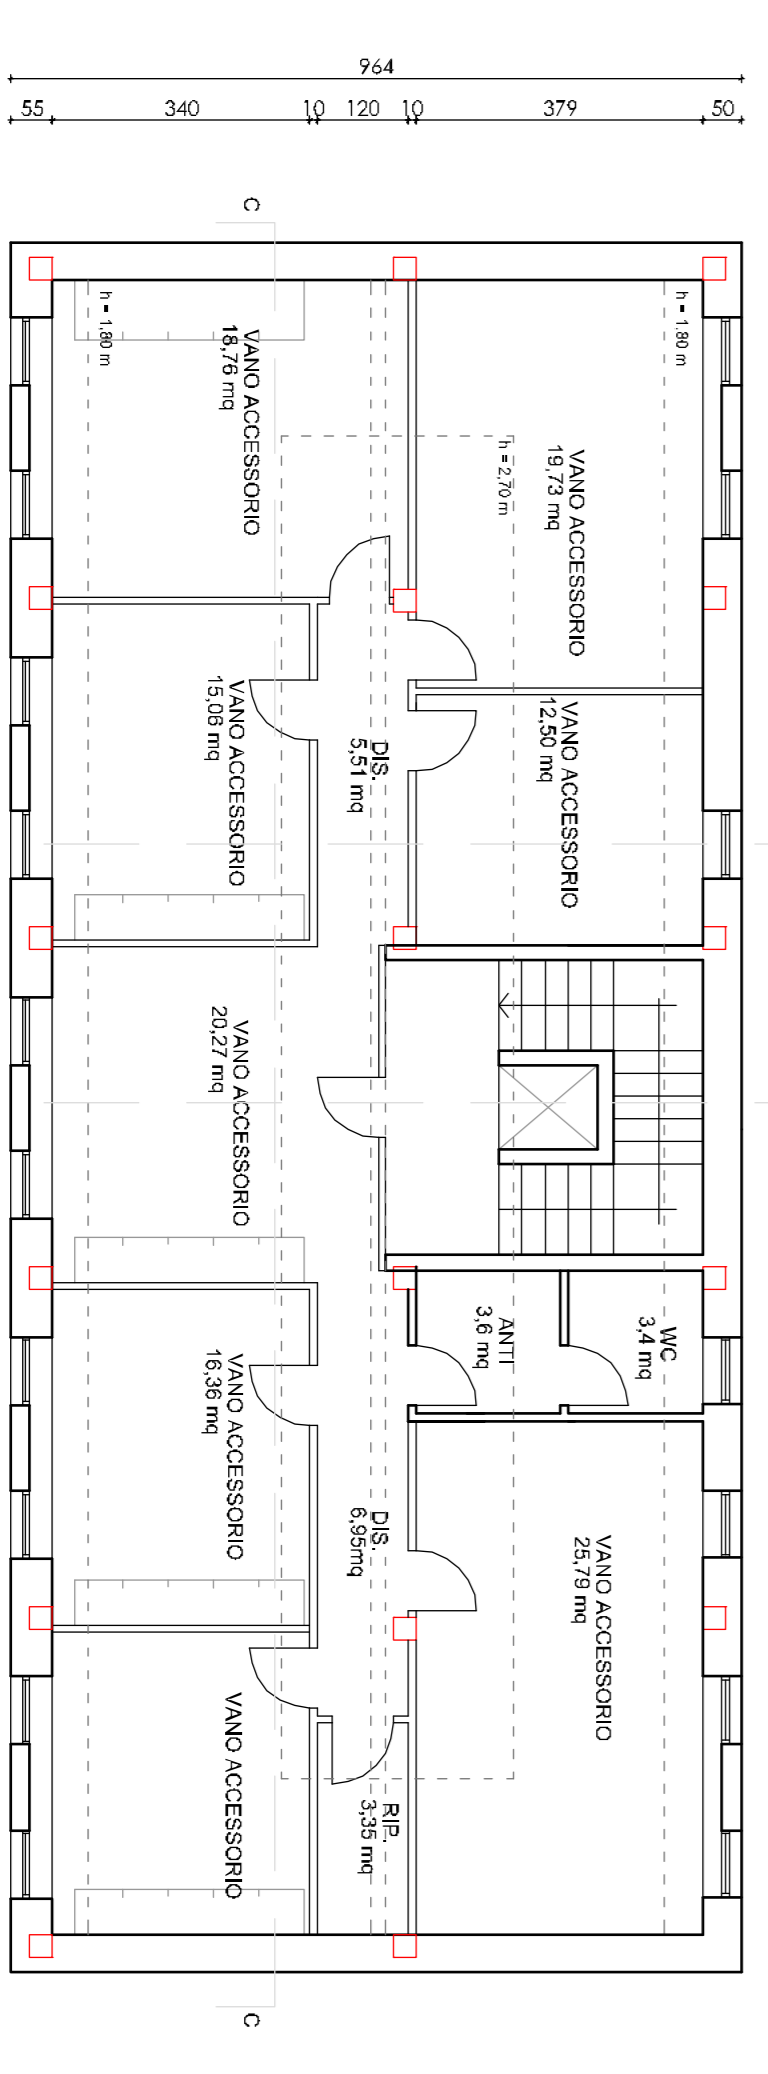 964
55 340 10 120 10 379 50
C
h = 1.80 m
h = 1.80 m
VANO ACCESSORIO
18,76 mq
h = 2,70 m
VANO ACCESSORIO
19,73 mq
VANO ACCESSORIO
15,06 mq
DIS.
5,51 mq
VANO ACCESSORIO
12,50 mq
VANO ACCESSORIO
20,27 mq
ANTI
3,6 mq
WC
3,4 mq
VANO ACCESSORIO
16,36 mq
DIS.
6,95mq
VANO ACCESSORIO
25,79 mq
VANO ACCESSORIO
RIP.
3,35 mq
C